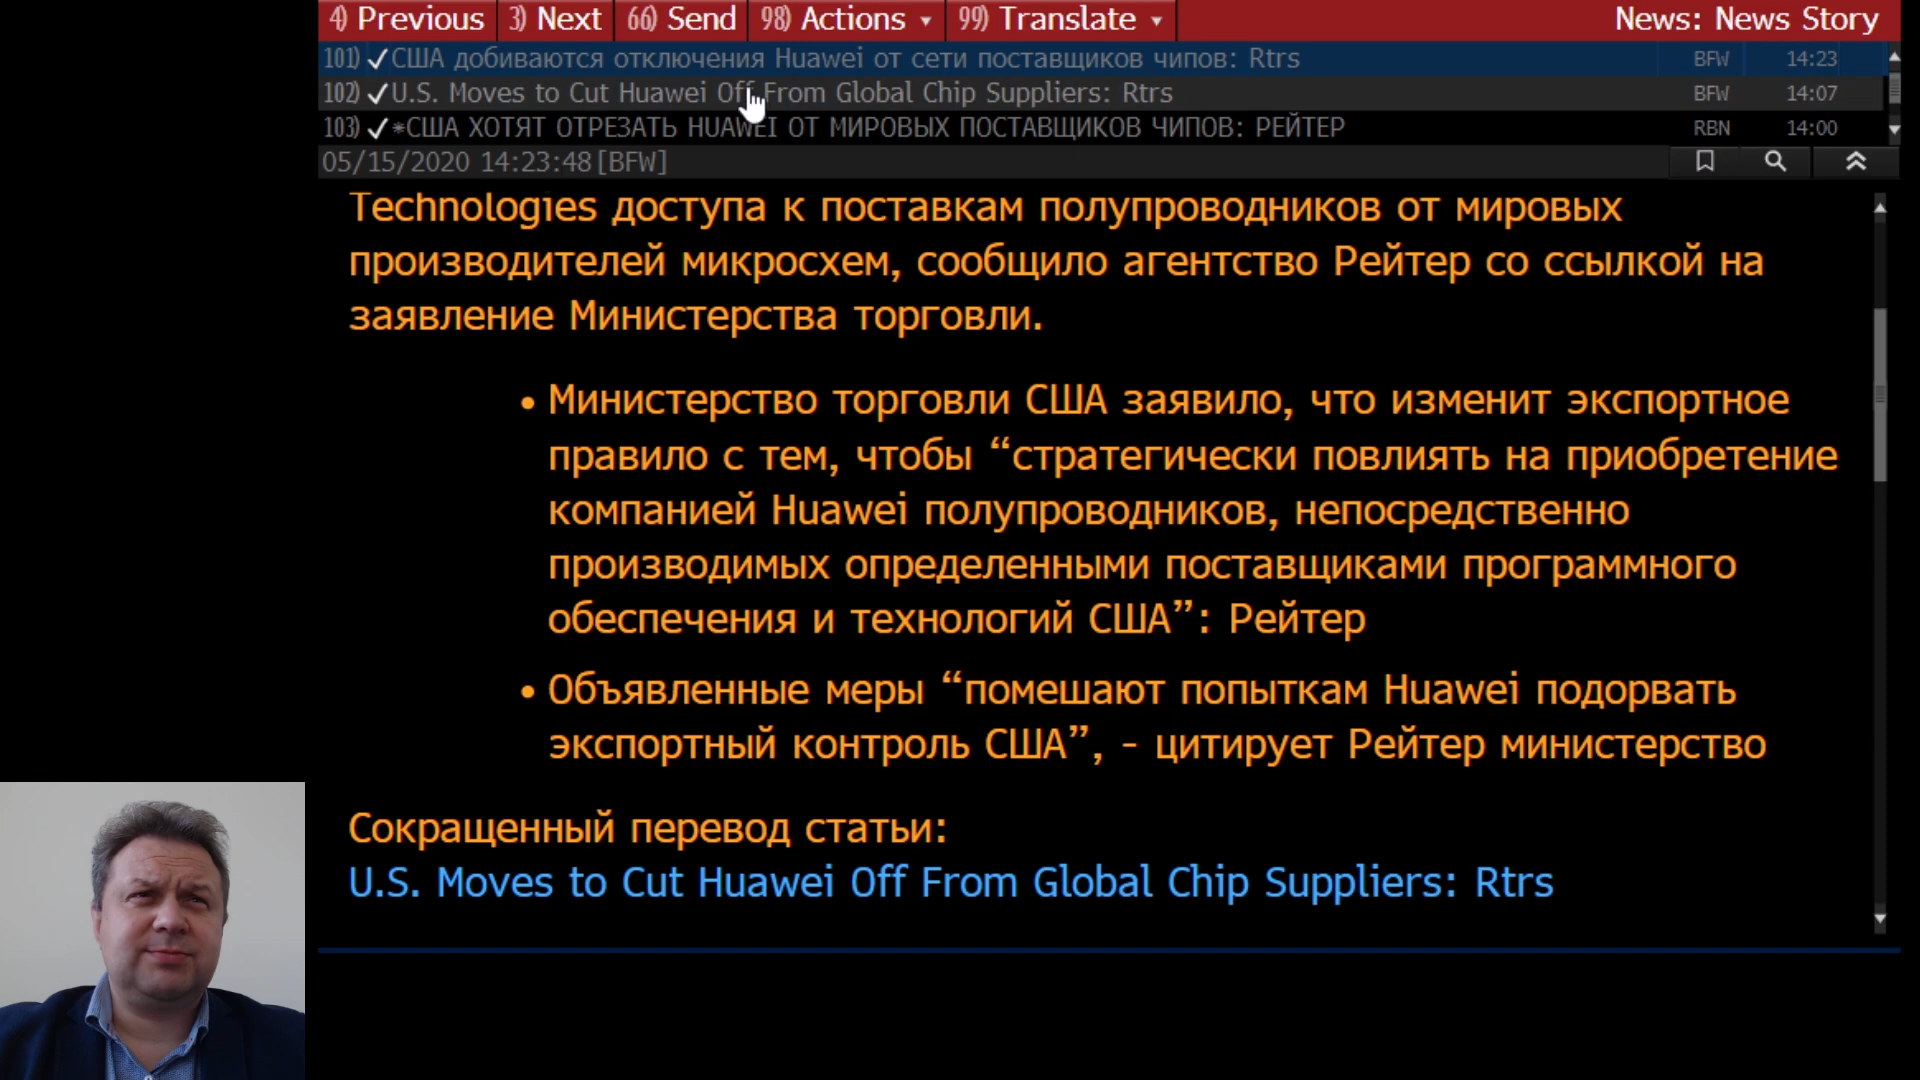 4) Previous 3) Next 66) Send 98) Actions 99) Translate News: News Story
101) США добиваются отключения Huawei от сети поставщиков чипов: Rtrs BFW 14:23
102) U.S. Moves to Cut Huawei Off From Global Chip Suppliers: Rtrs BFW 14:07
103) *США ХОТЯТ ОТРЕЗАТЬ HUAWEI ОТ МИРОВЫХ ПОСТАВЩИКОВ ЧИПОВ: РЕЙТЕР RBN 14:00
05/15/2020 14:23:48 [BFW]
Technologies доступа к поставкам полупроводников от мировых
производителей микросхем, сообщило агентство Рейтер со ссылкой на
заявление Министерства торговли.
• Министерство торговли США заявило, что изменит экспортное
правило с тем, чтобы “стратегически повлиять на приобретение
компанией Huawei полупроводников, непосредственно
производимых определенными поставщиками программного
обеспечения и технологий США”: Рейтер
• Объявленные меры “помешают попыткам Huawei подорвать
экспортный контроль США”, - цитирует Рейтер министерство
Сокращенный перевод статьи:
U.S. Moves to Cut Huawei Off From Global Chip Suppliers: Rtrs